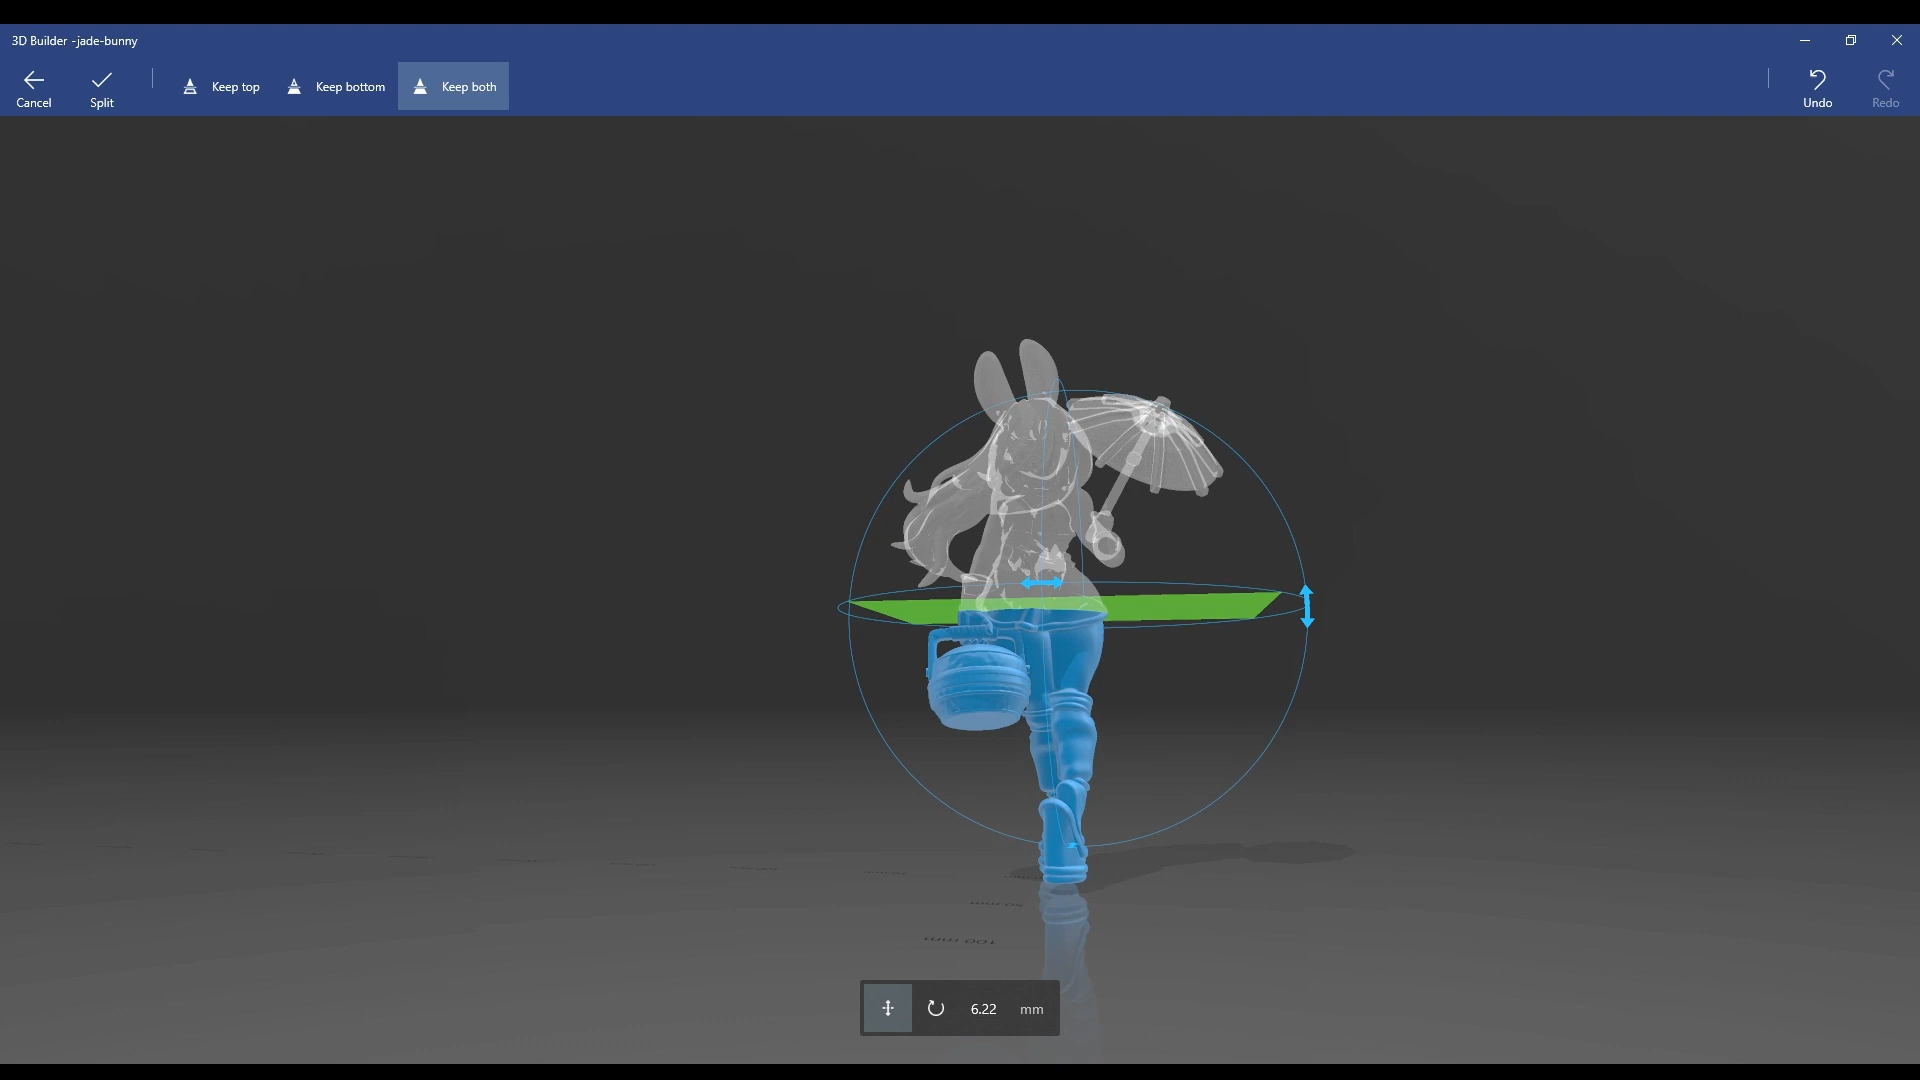 3D Builder -jade-bunny
Cancel
Split
Keep top
Keep bottom
Keep both
Undo
Redo
6.22 mm